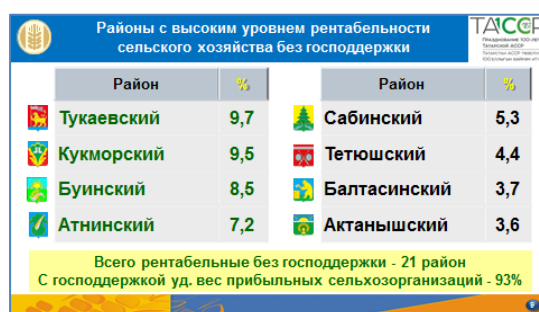 Районы с высоким уровнем рентабельности
сельского хозяйства без господдержки
ТАССР
Район %
Тукаевский 9,7
Кукморский 9,5
Буинский 8,5
Атнинский 7,2
Район %
Сабинский 5,3
Тетюшский 4,4
Балтасинский 3,7
Актанышский 3,6
Всего рентабельные без господдержки - 21 район
С господдержкой уд. вес прибыльных сельхозорганизаций - 93%